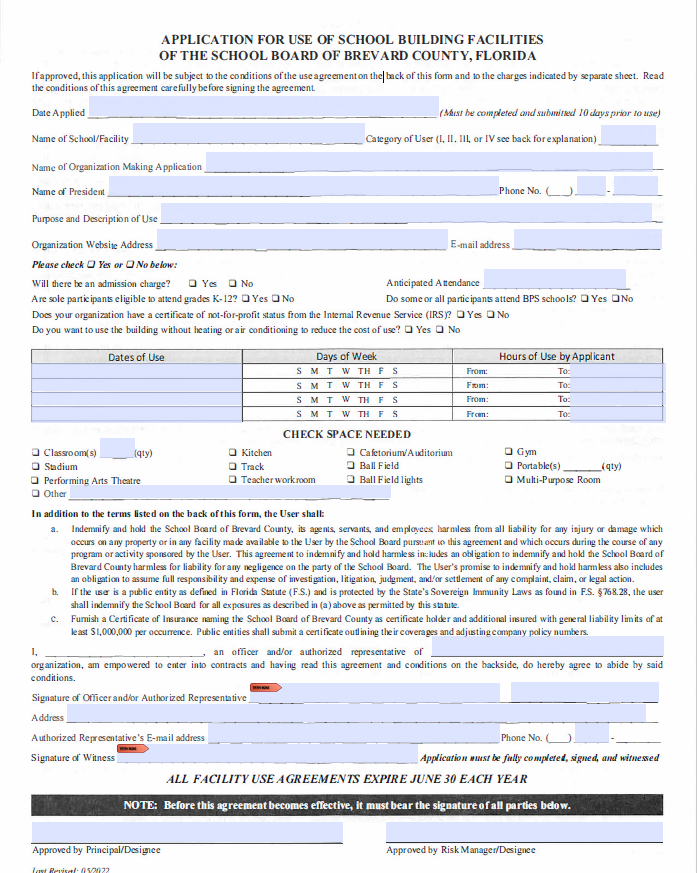 APPLICATION FOR USE OF SCHOOL BUILDING FACILITIES
OF THE SCHOOL BOARD OF BREVARD COUNTY, FLORIDA
If approved, this application will be subject to the conditions of the use agreement on the back of this form and to the charges indicated by separate sheet. Read
the conditions of this agreement carefully before signing the agreement.
Date Applied (Must be completed and submitted 10 days prior to use)
Name of School/Facility Category of User (I, II. III, or IV see back for explanation)
Name of Organization Making Application
Name of President Phone No. (___) -
Purpose and Description of Use
Organization Website Address E-mail address
Please check ❑ Yes or ❑ No below:
Will there be an admission charge? ❑ Yes ❑ No Anticipated Attendance
Are sole participants eligible to attend grades K-12? ❑ Yes ❑ No Do some or all participants attend BPS schools? ❑ Yes ❑ No
Does your organization have a certificate of not-for-profit status from the Internal Revenue Service (IRS)? ❑ Yes ❑ No
Do you want to use the building without heating or air conditioning to reduce the cost of use? ❑ Yes ❑ No
Dates of Use Days of Week Hours of Use by Applicant
S M T W TH F S From: To:
S M T W TH F S From: To:
S M T W TH F S From: To:
S M T W TH F S From: To:
CHECK SPACE NEEDED
❑ Classroom(s) (qty) ❑ Kitchen ❑ Cafetorium/Auditorium ❑ Gym
❑ Stadium ❑ Track ❑ Ball Field ❑ Portable(s) _______ (qty)
❑ Performing Arts Theatre ❑ Teacher workroom ❑ Ball Field lights ❑ Multi-Purpose Room
❑ Other
In addition to the terms listed on the back of this form, the User shall:
a. Indemnify and hold the School Board of Brevard County, its agents, servants, and employees harmless from all liability for any injury or damage which
occurs on any property or in any facility made available to the User by the School pursuant to this agreement and which occurs during the course of any
program or activity sponsored by the User. This agreement to indemnify and hold harmless includes an obligation to indemnify and hold the School Board of
Brevard County harmless for liability for any negligence on the party of the School Board. The User's promise to indemnify and hold harmless also includes
an obligation to assume full responsibility and expense of investigation, litigation, judgment, and/or settlement of any complaint, claim, or legal action.
b. If the user is a public entity as defined in Florida Statute (F.S.) and is protected by the State's Sovereign Immunity Laws as found in F.S. §768.28, the user
shall indemnify the School Board for all exposures as described in (a) above as permitted by this statute.
c. Furnish a Certificate of Insurance naming the School Board of Brevard County as certificate holder and additional insured with general liability limits of at
least $1,000,000 per occurrence. Public entities shall submit a certificate outlining their coverages and adjusting company policy numbers.
I, ____________________, an officer and/or authorized representative of
organization, am empowered to enter into contracts and having read this agreement and conditions on the backside, do hereby agree to abide by said
conditions.
Signature of Officer and/or Authorized Representative
Address
Authorized Representative's E-mail address Phone No. (___) -
Signature of Witness Application must be fully completed, signed, and witnessed
ALL FACILITY USE AGREEMENTS EXPIRE JUNE 30 EACH YEAR
NOTE: Before this agreement becomes effective, it must bear the signature of all parties below.
Approved by Principal/Designee Approved by Risk Manager/Designee
Last Revised: 05/2022